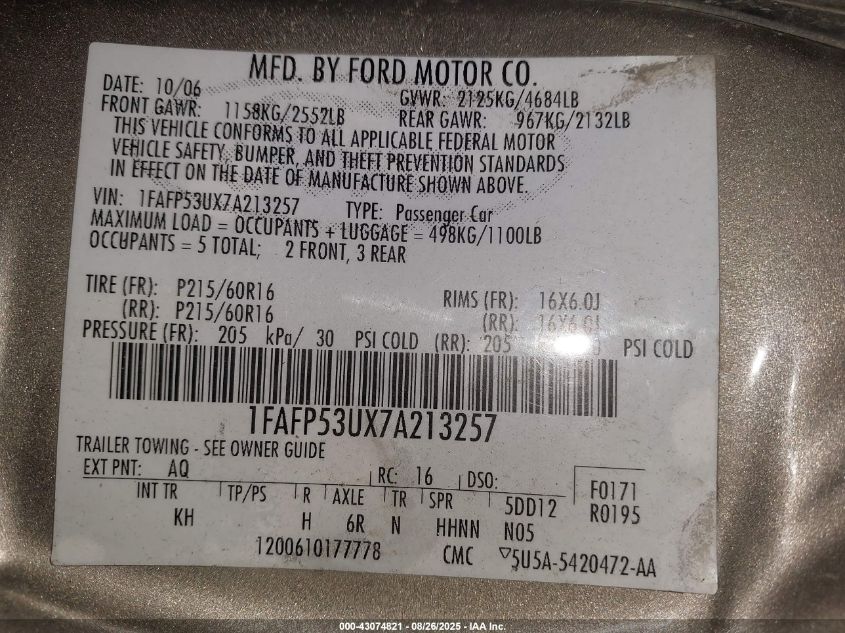 MFD. BY FORD MOTOR CO.
DATE: 10/06 GVWR: 2125KG/4684LB
FRONT GAWR: 1158KG/2552LB REAR GAWR: 967KG/2132LB
THIS VEHICLE CONFORMS TO ALL APPLICABLE FEDERAL MOTOR
VEHICLE SAFETY, BUMPER, AND THEFT PREVENTION STANDARDS
IN EFFECT ON THE DATE OF MANUFACTURE SHOWN ABOVE.
VIN: 1FAFP53UX7A213257 TYPE: Passenger Car
MAXIMUM LOAD = OCCUPANTS + LUGGAGE = 498KG/1100LB
OCCUPANTS = 5 TOTAL; 2 FRONT, 3 REAR
TIRE (FR): P215/60R16 RIMS (FR): 16X6.0J
(RR): P215/60R16 (RR): 16X6.0J
PRESSURE (FR): 205 kPa/ 30 PSI COLD (RR): 205 PSI COLD
1FAFP53UX7A213257
TRAILER TOWING - SEE OWNER GUIDE
EXT PNT: AQ RC: 16 DSO: F0171
INT TR TP/PS R AXLE TR SPR 5DD12 R0195
KH H 6R N HHNN N05
1200610177778 CMC ▽5U5A-5420472-AA
000-43074821 - 08/26/2025 - IAA Inc.